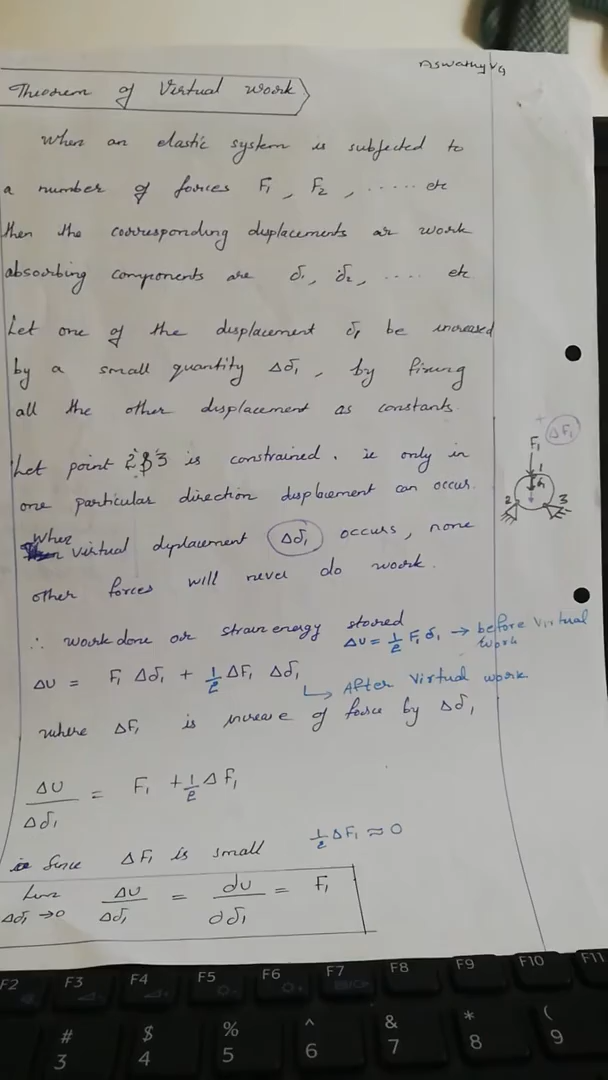 Aswathy VG
Theorem of Virtual work
When an elastic system is subjected to
a number of forces F₁, F₂, ...... etc
then the corresponding displacements or work
absorbing components are δ₁, δ₂, .... etc
Let one of the displacement δ₁ be increased
by a small quantity Δδ₁, by fixing
all the other displacement as constants.
Let point 2 & 3 is constrained. ie only in
one particular direction displacement can occur.
When virtual displacement Δδ₁ occurs, none
other forces will never do work.
∴ workdone or strain energy stored
ΔU = 1/2 F₁ δ₁ → before virtual work
ΔU = F₁ Δδ₁ + 1/2 ΔF₁ Δδ₁
↳ After virtual work
where ΔF₁ is increase of force by Δδ₁
ΔU/Δδ₁ = F₁ + 1/2 ΔF₁
Since ΔF₁ is small 1/2 ΔF₁ ≈ 0
Lim Δδ₁→0 ΔU/Δδ₁ = ∂U/∂δ₁ = F₁
ΔF₁
F₁
1
2 3
F2 F3 F4 F5 F6 F7 F8 F9 F10 F11
# $ % ^ & * (
3 4 5 6 7 8 9